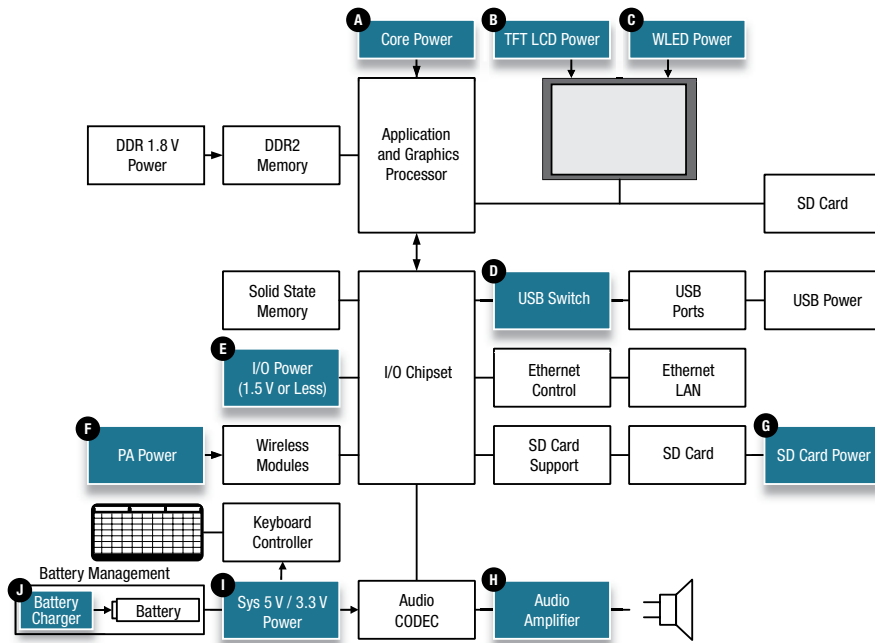 A
Core Power
B
TFT LCD Power
C
WLED Power
DDR 1.8 V
Power
DDR2
Memory
Application
and Graphics
Processor
SD Card
Solid State
Memory
I/O Chipset
D
USB Switch
USB
Ports
USB Power
E
I/O Power
(1.5 V or Less)
Ethernet
Control
Ethernet
LAN
F
PA Power
Wireless
Modules
SD Card
Support
SD Card
G
SD Card Power
Keyboard
Controller
Battery Management
J
Battery
Charger
Battery
I
Sys 5 V / 3.3 V
Power
Audio
CODEC
H
Audio
Amplifier